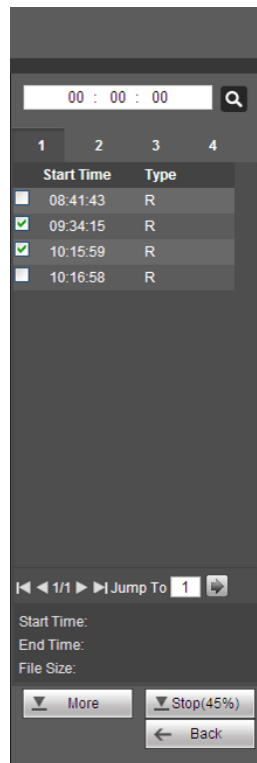 00 : 00 : 00
1 2 3 4
Start Time Type
08:41:43 R
09:34:15 R
10:15:59 R
10:16:58 R
1/1 Jump To 1
Start Time:
End Time:
File Size:
More Stop(45%)
Back